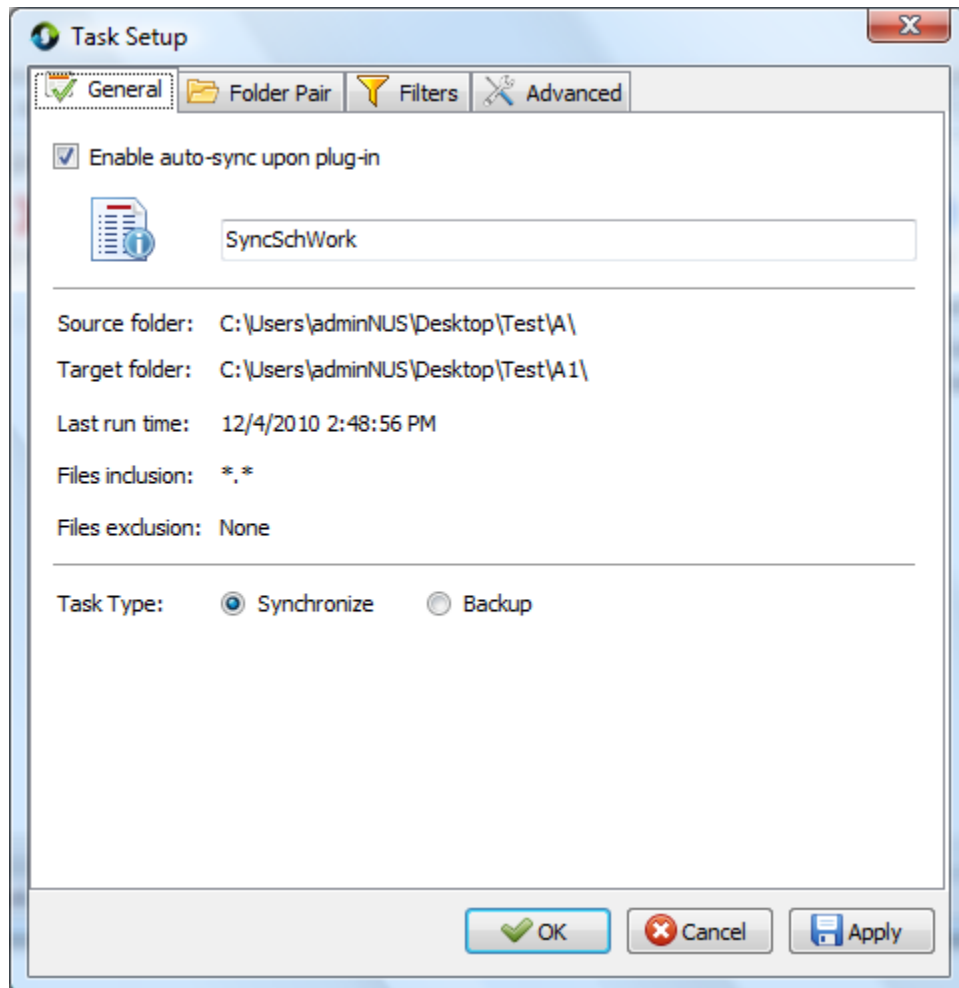 Task Setup
General Folder Pair Filters Advanced
Enable auto-sync upon plug-in
SyncSchWork
Source folder: C:\Users\adminNUS\Desktop\Test\A\
Target folder: C:\Users\adminNUS\Desktop\Test\A1\
Last run time: 12/4/2010 2:48:56 PM
Files inclusion: *.*
Files exclusion: None
Task Type: Synchronize Backup
OK Cancel Apply